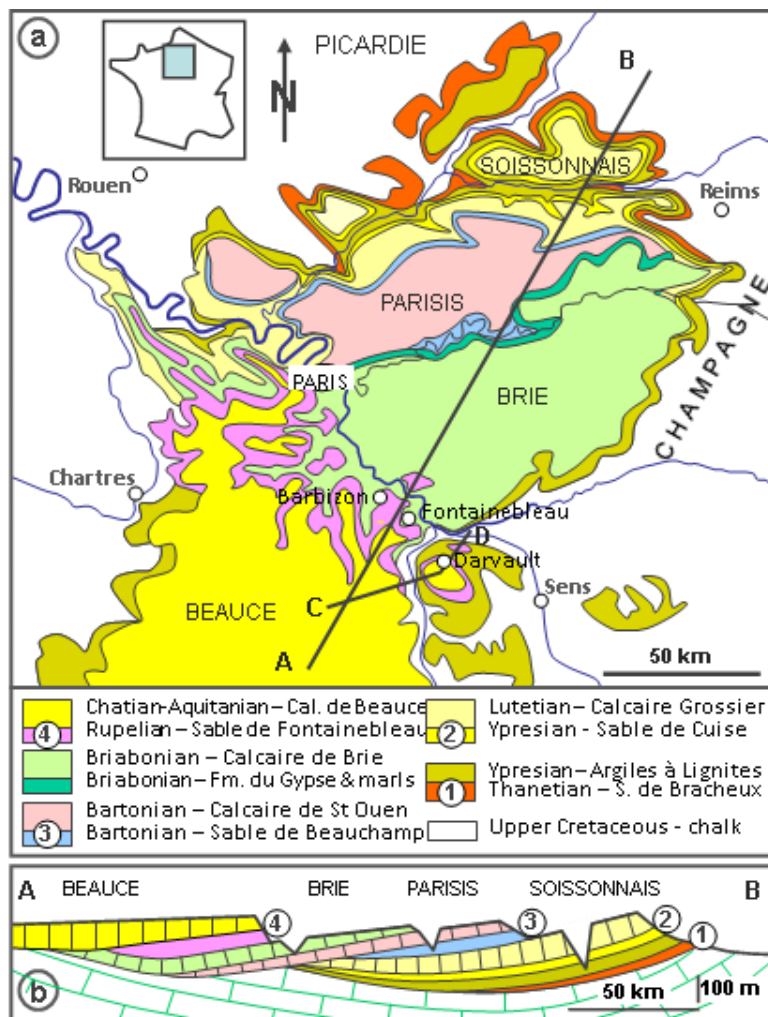 a
PICARDIE
B
N
SOISSONNAIS
Rouen
Reims
PARISIS
CHAMPAGNE
PARIS
BRIE
Chartres
Barbizon
Fontainebleau
D
Darvault
BEAUCE
C
Sens
A
50 km
Chatian-Aquitanian – Cal. de Beauce
Rupelian – Sable de Fontainebleau
4
Briabonian – Calcaire de Brie
Briabonian – Fm. du Gypse & marls
Bartonian – Calcaire de St Ouen
Bartonian – Sable de Beauchamp
3
Lutetian – Calcaire Grossier
Ypresian - Sable de Cuise
2
Ypresian – Argiles à Lignites
Thanetian – S. de Bracheux
1
Upper Cretaceous - chalk
A BEAUCE BRIE PARISIS SOISSONNAIS B
4 3 2 1
b
50 km 100 m